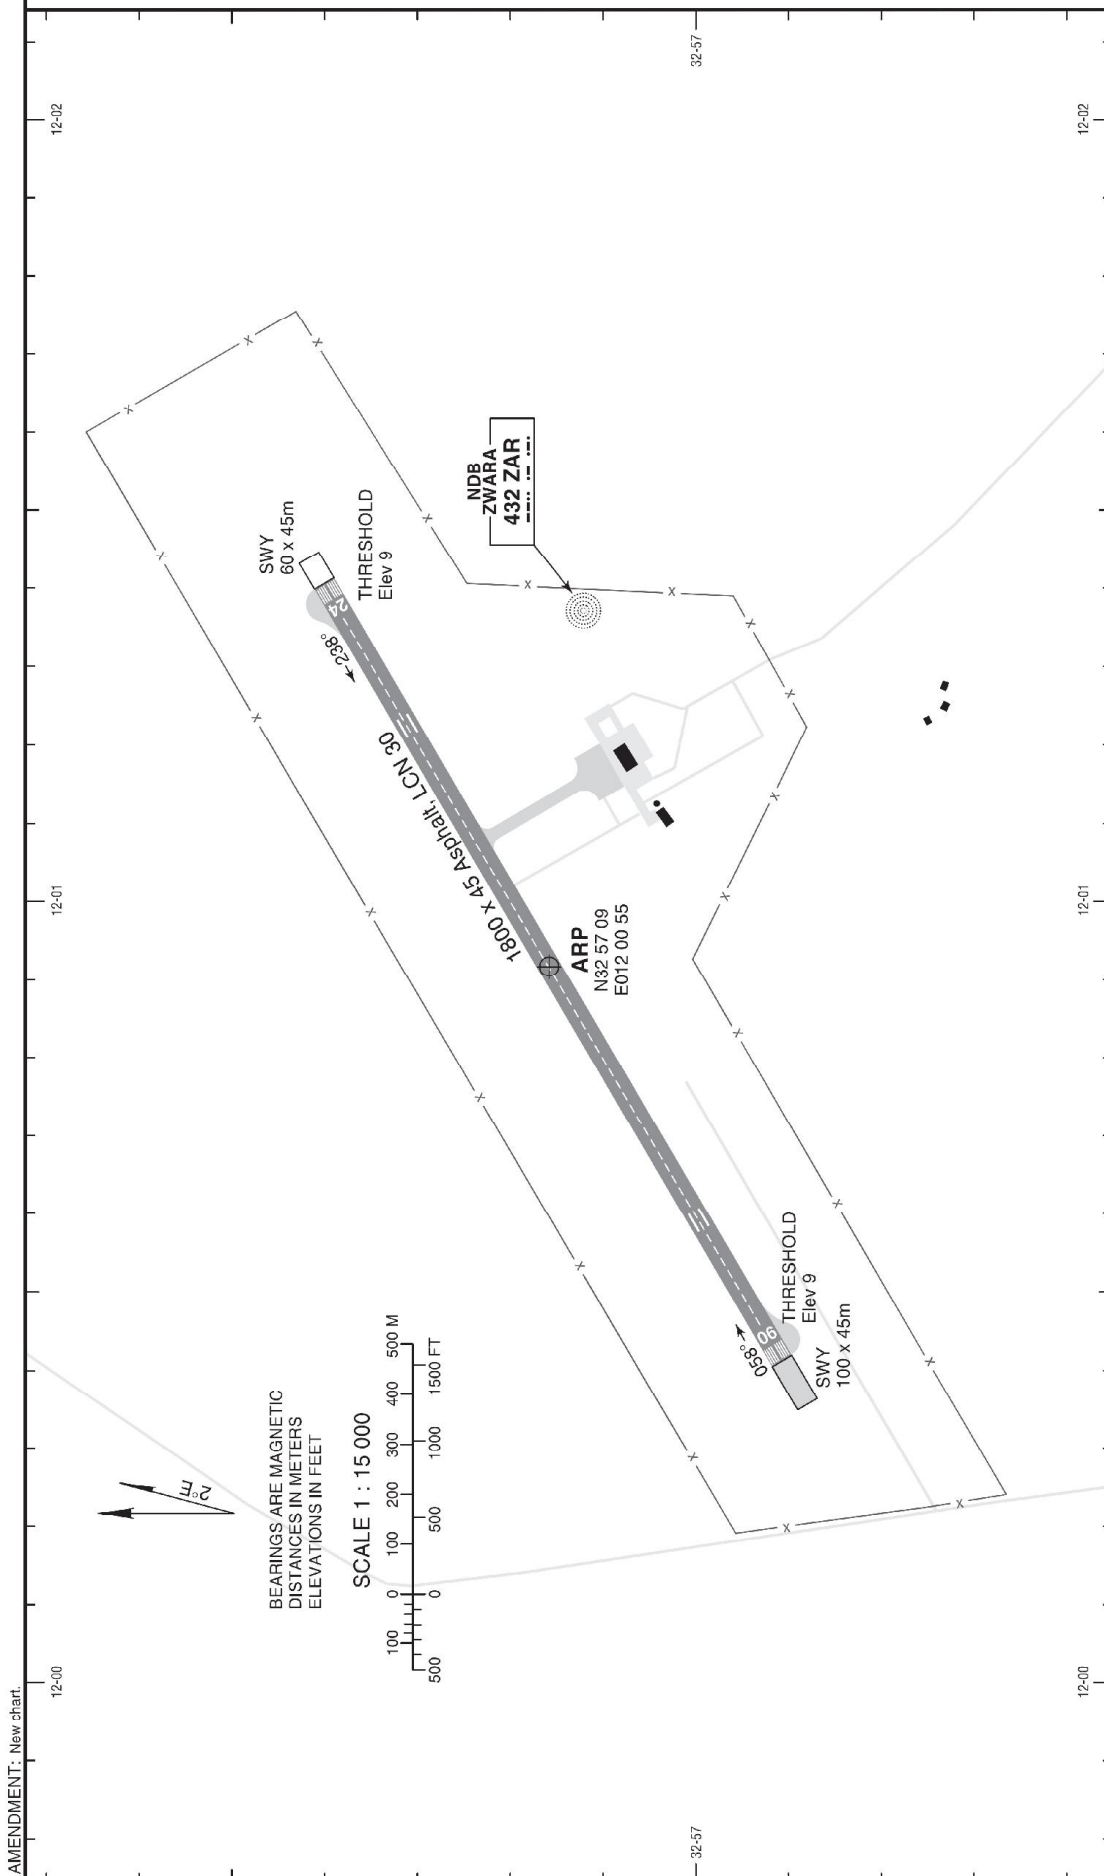 AMENDMENT: New chart.
12-00
12-01
12-02
32-57
32-57
12-00
12-01
12-02
2°E
BEARINGS ARE MAGNETIC
DISTANCES IN METERS
ELEVATIONS IN FEET
SCALE 1 : 15 000
100 0 100 200 300 400 500 M
500 0 500 1000 1500 FT
SWY
60 x 45m
THRESHOLD
Elev 9
24
238°
1800 x 45 Asphalt, LCN 30
NDB
ZWARA
432 ZAR
ARP
N32 57 09
E012 00 55
058°
06
THRESHOLD
Elev 9
SWY
100 x 45m